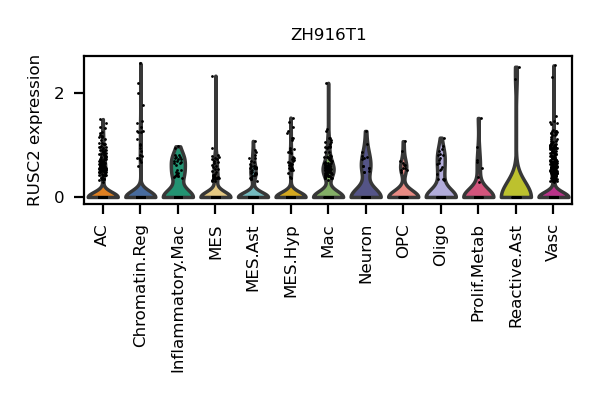 ZH916T1
RUSC2 expression
2
0
AC
Chromatin.Reg
Inflammatory.Mac
MES
MES.Ast
MES.Hyp
Mac
Neuron
OPC
Oligo
Prolif.Metab
Reactive.Ast
Vasc